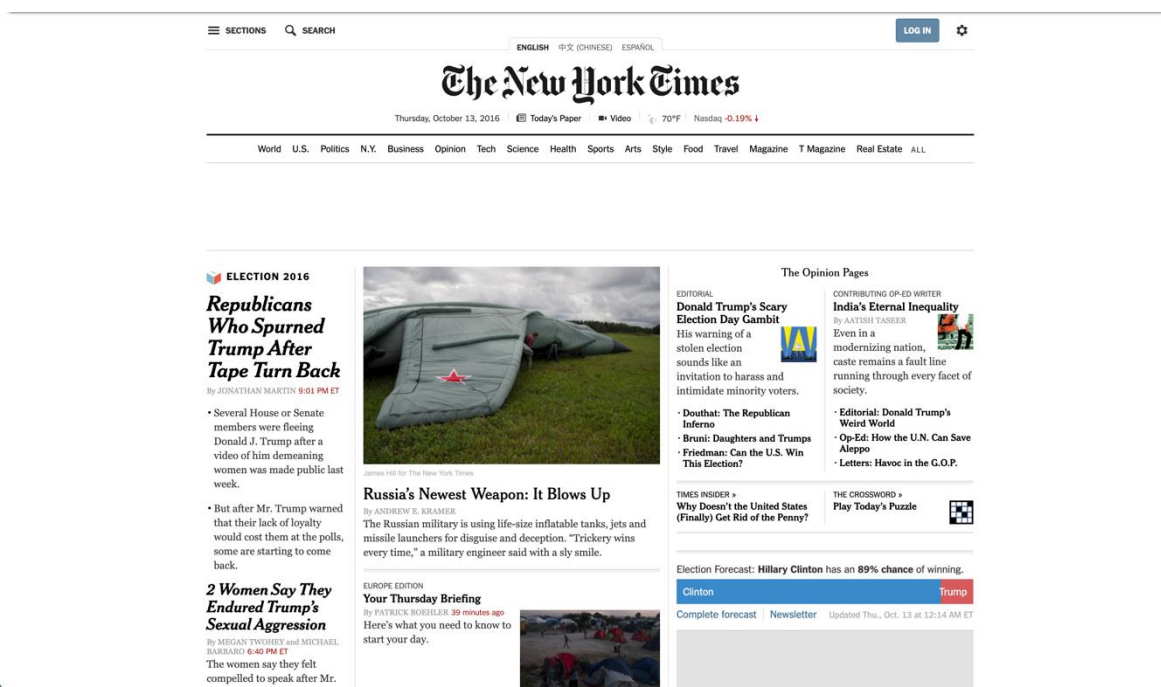 SECTIONS
SEARCH
LOG IN
ENGLISH 中文 (CHINESE) ESPAÑOL
The New York Times
Thursday, October 13, 2016
Today's Paper
Video
70°F
Nasdaq -0.19%
World U.S. Politics N.Y. Business Opinion Tech Science Health Sports Arts Style Food Travel Magazine T Magazine Real Estate ALL
ELECTION 2016
Republicans
Who Spurned
Trump After
Tape Turn Back
By JONATHAN MARTIN 9:01 PM ET
• Several House or Senate
members were fleeing
Donald J. Trump after a
video of him demeaning
women was made public last
week.
• But after Mr. Trump warned
that their lack of loyalty
would cost them at the polls,
some are starting to come
back.
2 Women Say They
Endured Trump's
Sexual Aggression
By MEGAN TWOHEY and MICHAEL
BARBARO 6:40 PM ET
The women say they felt
compelled to speak after Mr.
James Hill for The New York Times
Russia's Newest Weapon: It Blows Up
By ANDREW E. KRAMER
The Russian military is using life-size inflatable tanks, jets and
missile launchers for disguise and deception. “Trickery wins
every time,” a military engineer said with a sly smile.
EUROPE EDITION
Your Thursday Briefing
By PATRICK BOEHLER 39 minutes ago
Here's what you need to know to
start your day.
The Opinion Pages
EDITORIAL
Donald Trump's Scary
Election Day Gambit
His warning of a
stolen election
sounds like an
invitation to harass and
intimidate minority voters.
· Douthat: The Republican
Inferno
· Bruni: Daughters and Trumps
· Friedman: Can the U.S. Win
This Election?
CONTRIBUTING OP-ED WRITER
India's Eternal Inequality
By AATISH TASEER
Even in a
modernizing nation,
caste remains a fault line
running through every facet of
society.
· Editorial: Donald Trump's
Weird World
· Op-Ed: How the U.N. Can Save
Aleppo
· Letters: Havoc in the G.O.P.
TIMES INSIDER »
Why Doesn't the United States
(Finally) Get Rid of the Penny?
THE CROSSWORD »
Play Today's Puzzle
Election Forecast: Hillary Clinton has an 89% chance of winning.
Clinton
Trump
Complete forecast
Newsletter
Updated Thu., Oct. 13 at 12:14 AM ET